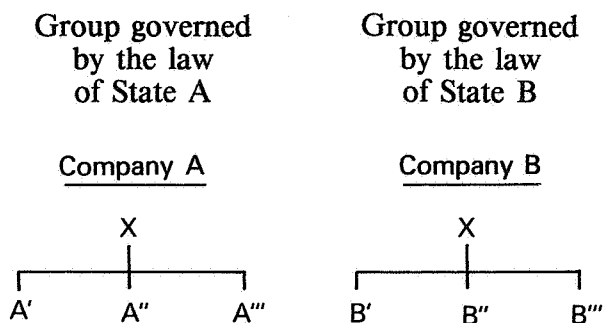 Group governed
by the law
of State A
Company A
X
A' A" A"'
Group governed
by the law
of State B
Company B
X
B' B" B"'